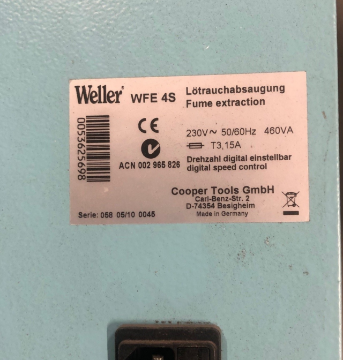 Weller WFE 4S
Lötrauchabsaugung
Fume extraction
0053625698
CE
230V~ 50/60Hz 460VA
T3,15A
ACN 002 965 826
Drehzahl digital einstellbar
digital speed control
Cooper Tools GmbH
Carl-Benz-Str. 2
D-74354 Besigheim
Made in Germany
Serie: 058 05/10 0045